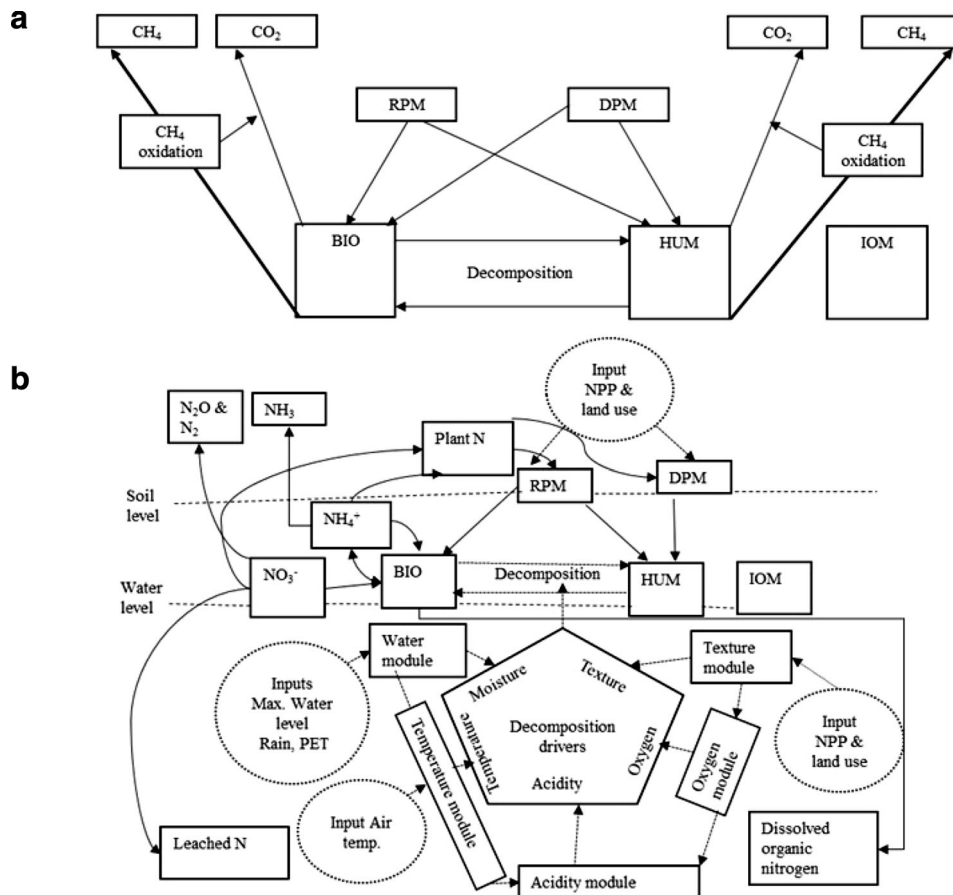 a
CH₄
CO₂
CO₂
CH₄
RPM
DPM
CH₄
oxidation
CH₄
oxidation
BIO
HUM
IOM
Decomposition
b
Input
NPP &
land use
N₂O &
N₂
NH₃
Plant N
RPM
DPM
Soil
level
NH₄⁺
NO₃⁻
BIO
Decomposition
HUM
IOM
Water
level
Water
module
Texture
module
Moisture
Texture
Inputs
Max. Water
level
Rain, PET
Temperature module
Temperature
Decomposition
drivers
Oxygen
Oxygen module
Input
NPP &
land use
Acidity
Input Air
temp.
Leached N
Acidity module
Dissolved
organic
nitrogen